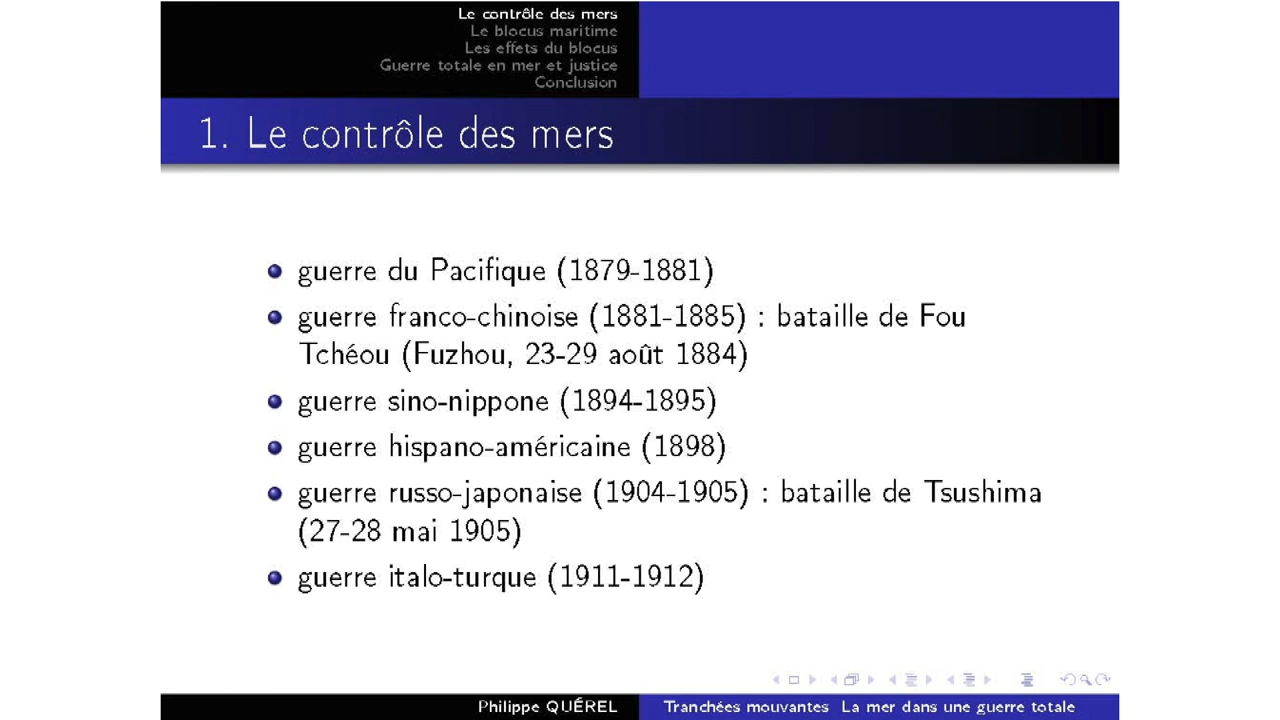 Le contrôle des mers
Le blocus maritime
Les effets du blocus
Guerre totale en mer et justice
Conclusion
1. Le contrôle des mers
guerre du Pacifique (1879-1881)
guerre franco-chinoise (1881-1885) : bataille de Fou
Tchéou (Fuzhou, 23-29 août 1884)
guerre sino-nippone (1894-1895)
guerre hispano-américaine (1898)
guerre russo-japonaise (1904-1905) : bataille de Tsushima
(27-28 mai 1905)
guerre italo-turque (1911-1912)
Philippe QUÉREL
Tranchées mouvantes La mer dans une guerre totale